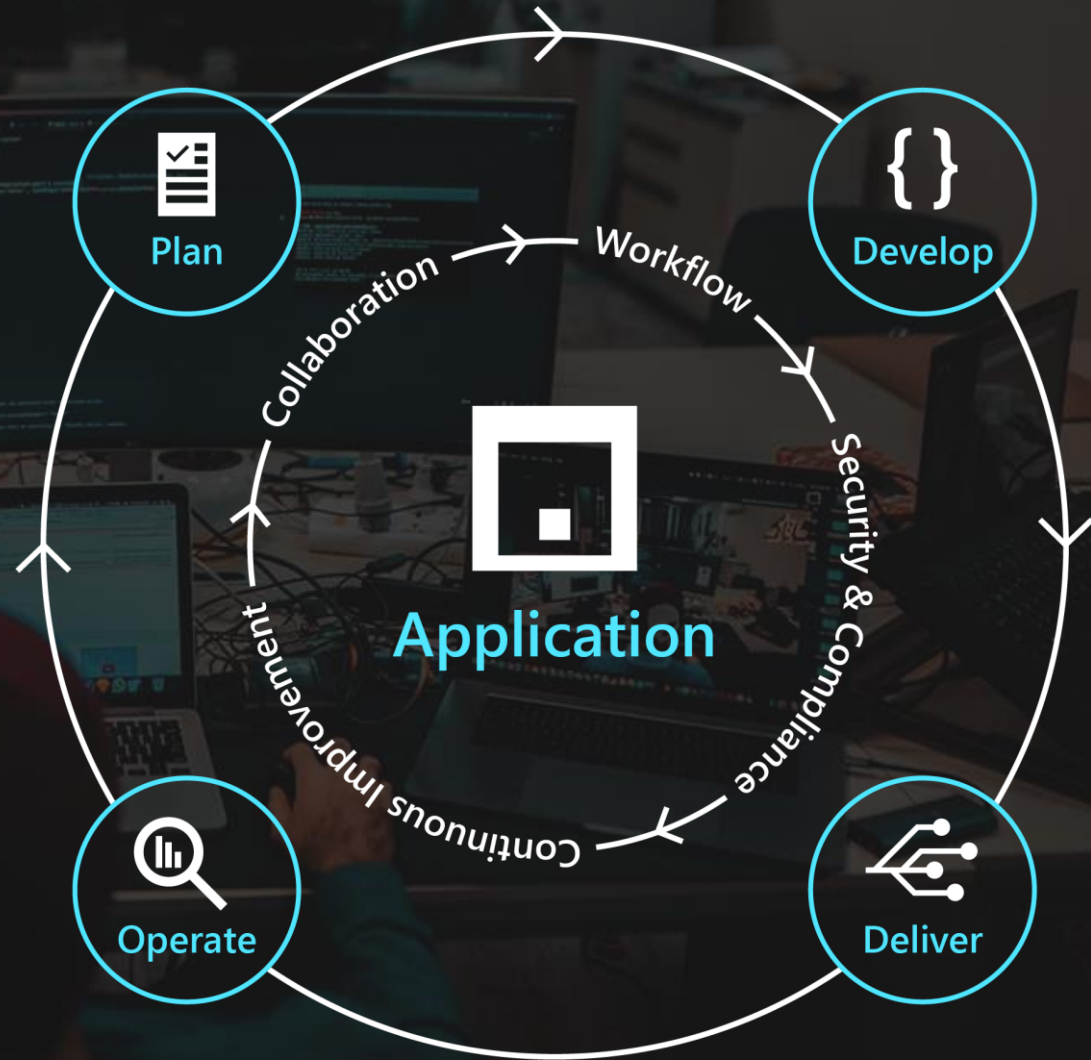 Plan
Develop
Collaboration
Workflow
Security & Compliance
Continuous Improvement
Application
Operate
Deliver